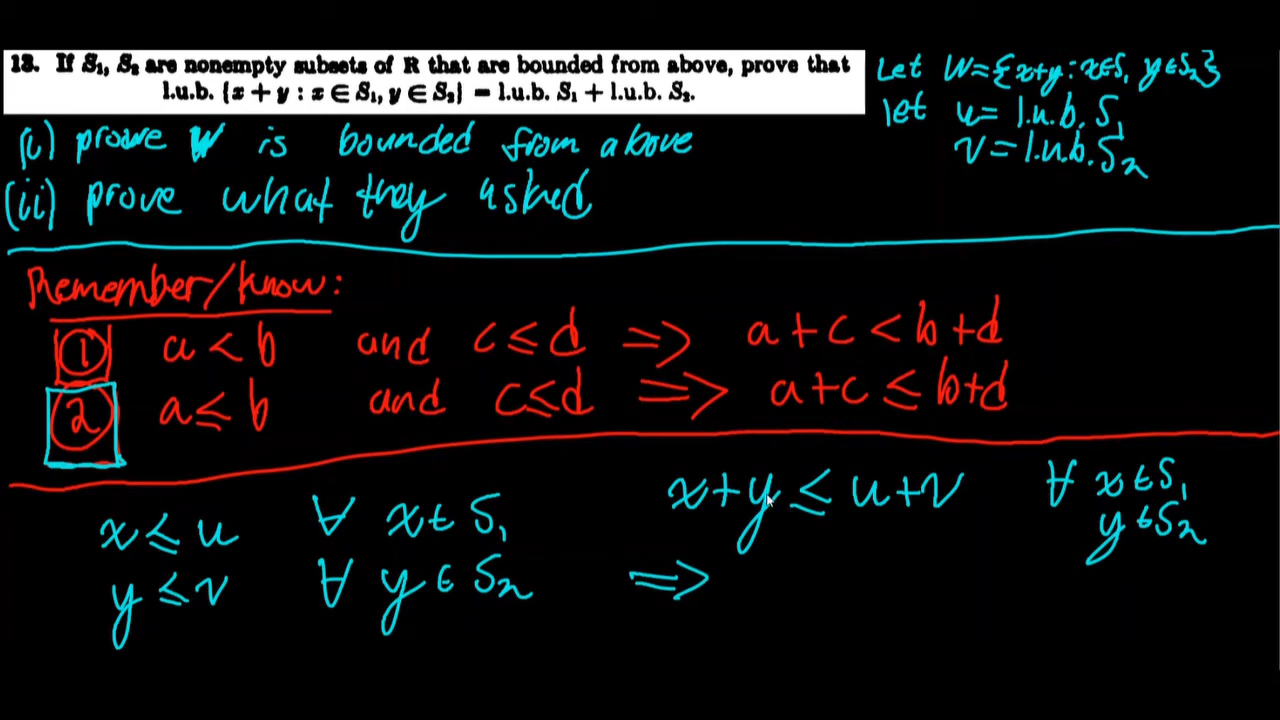 13. If S₁, S₂ are nonempty subsets of R that are bounded from above, prove that
l.u.b. {x + y : x ∈ S₁, y ∈ S₂} = l.u.b. S₁ + l.u.b. S₂.
Let W={x+y: x∈S₁ y∈S₂}
let u = l.u.b. S₁
v = l.u.b. S₂
(i) prove W is bounded from above
(ii) prove what they asked
Remember/know:
① a < b and c ≤ d => a + c < b + d
② a ≤ b and c ≤ d => a + c ≤ b + d
x + y ≤ u + v ∀ x ∈ S₁
y ∈ S₂
x ≤ u ∀ x ∈ S₁
y ≤ v ∀ y ∈ S₂ =>